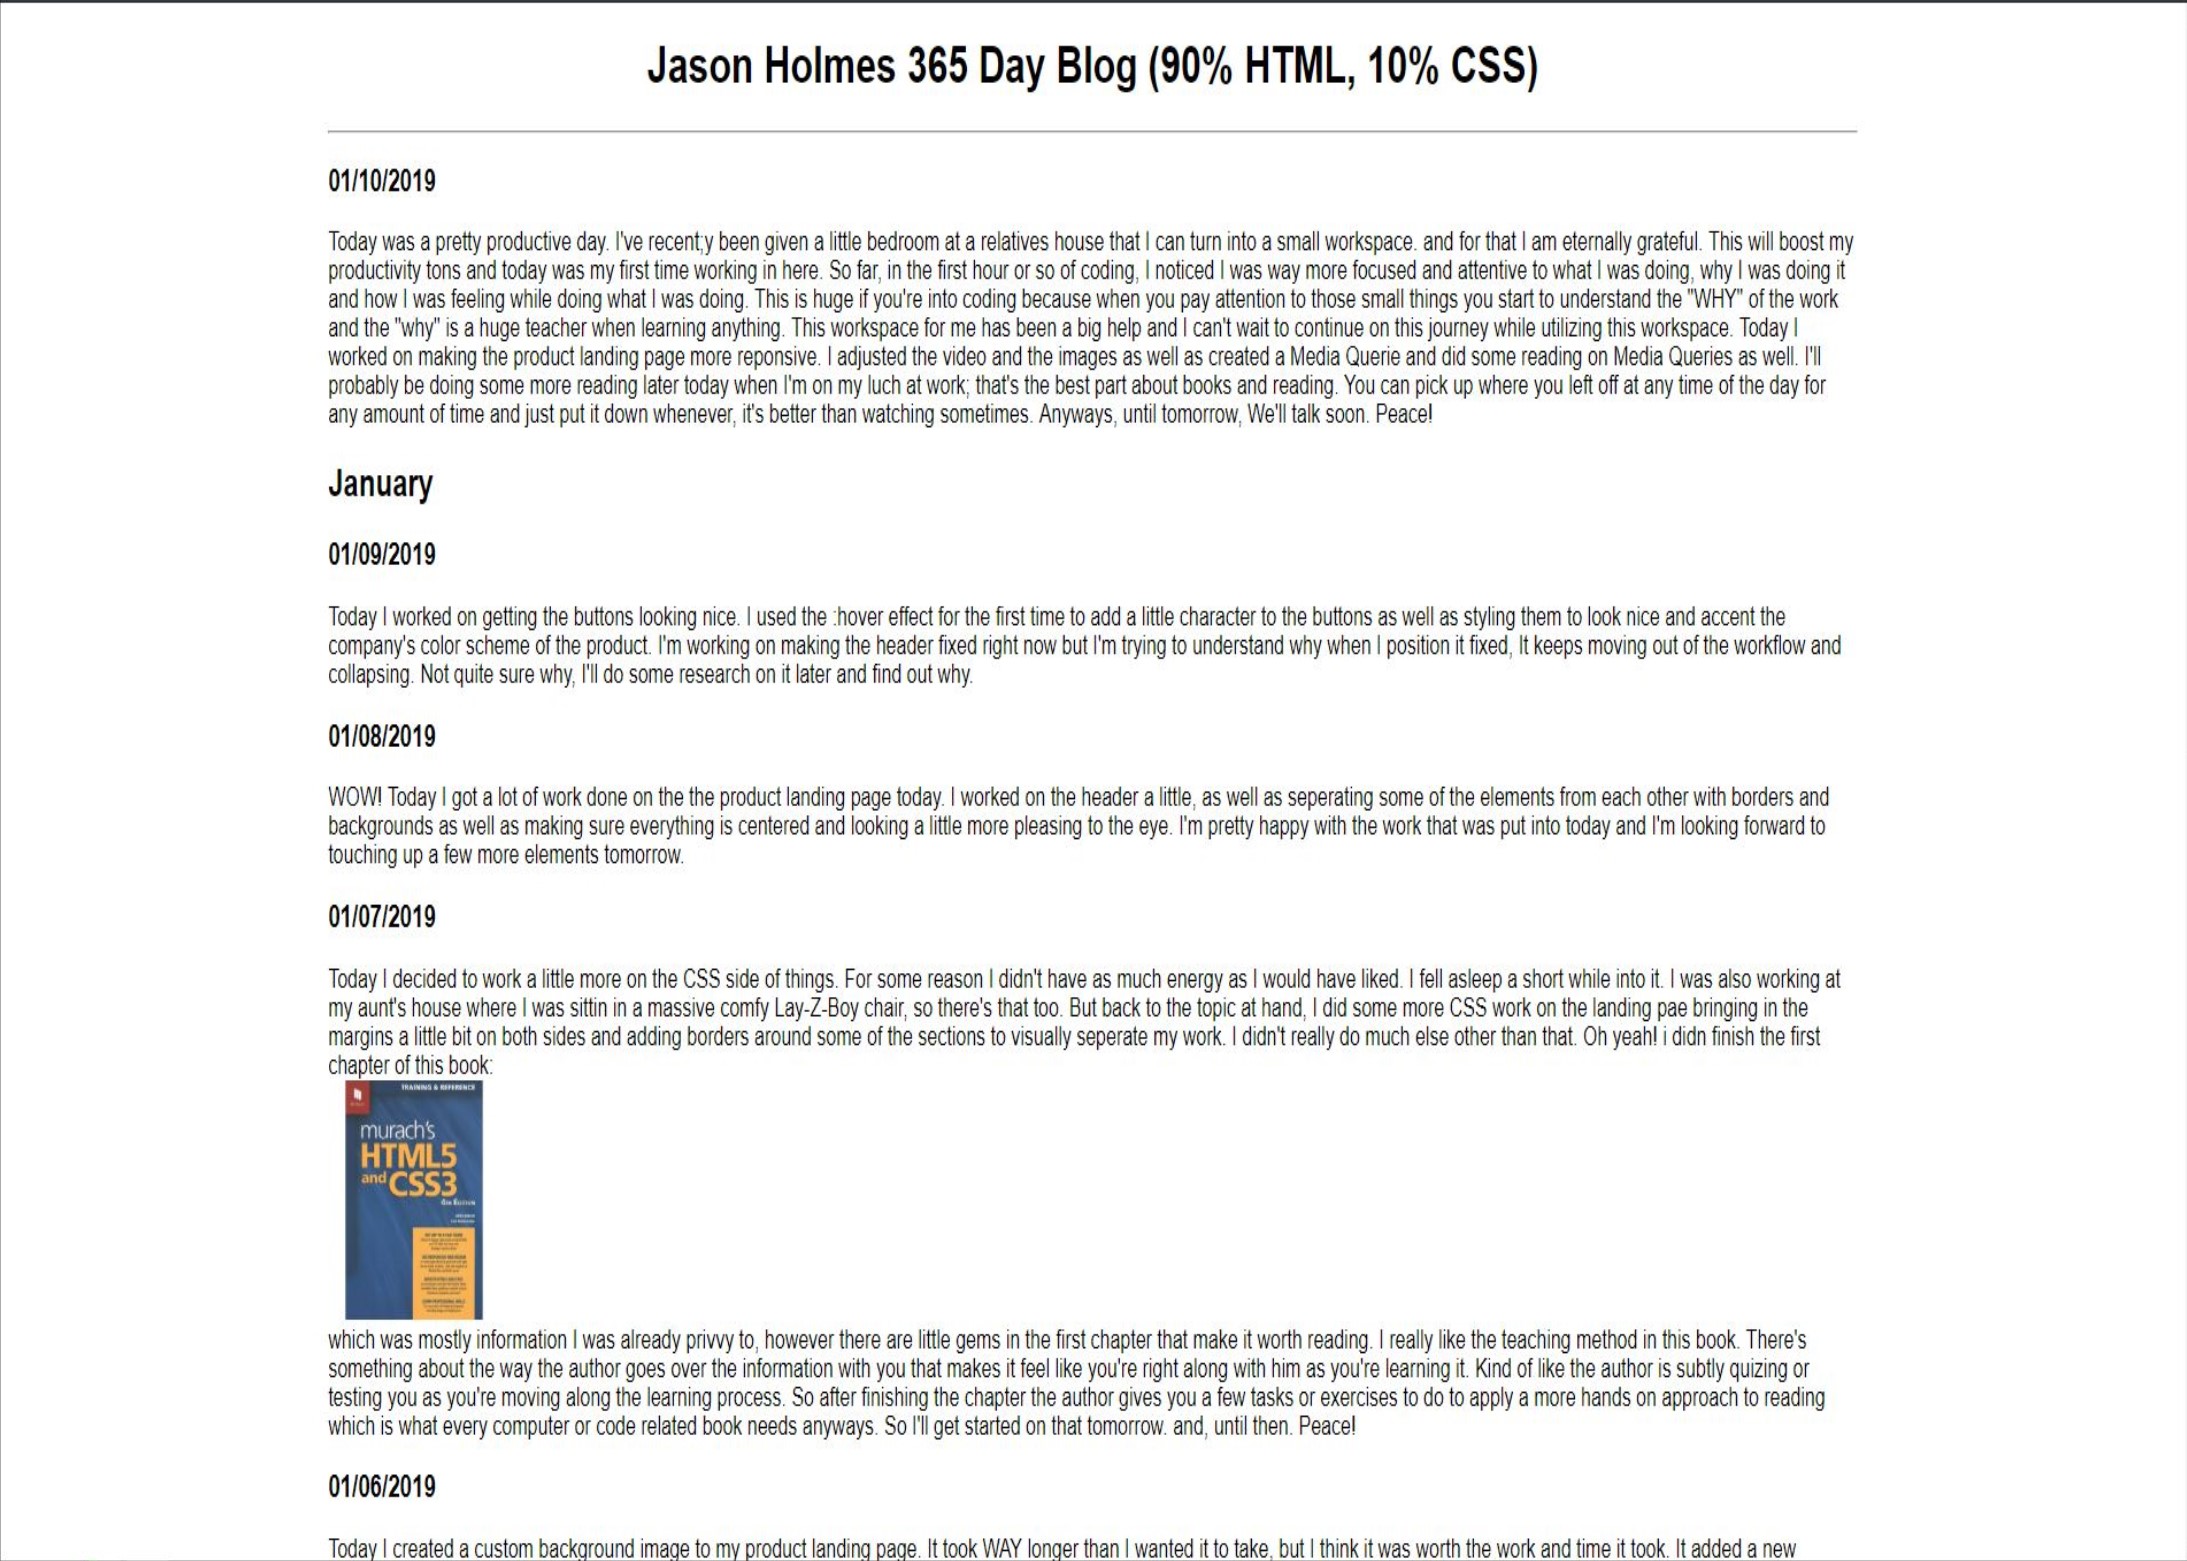 Jason Holmes 365 Day Blog (90% HTML, 10% CSS)
01/10/2019
Today was a pretty productive day. I've recent;y been given a little bedroom at a relatives house that I can turn into a small workspace. and for that I am eternally grateful. This will boost my
productivity tons and today was my first time working in here. So far, in the first hour or so of coding, I noticed I was way more focused and attentive to what I was doing, why I was doing it
and how I was feeling while doing what I was doing. This is huge if you're into coding because when you pay attention to those small things you start to understand the "WHY" of the work
and the "why" is a huge teacher when learning anything. This workspace for me has been a big help and I can't wait to continue on this journey while utilizing this workspace. Today I
worked on making the product landing page more reponsive. I adjusted the video and the images as well as created a Media Querie and did some reading on Media Queries as well. I'll
probably be doing some more reading later today when I'm on my luch at work; that's the best part about books and reading. You can pick up where you left off at any time of the day for
any amount of time and just put it down whenever, it's better than watching sometimes. Anyways, until tomorrow, We'll talk soon. Peace!
January
01/09/2019
Today I worked on getting the buttons looking nice. I used the :hover effect for the first time to add a little character to the buttons as well as styling them to look nice and accent the
company's color scheme of the product. I'm working on making the header fixed right now but I'm trying to understand why when I position it fixed, It keeps moving out of the workflow and
collapsing. Not quite sure why, I'll do some research on it later and find out why.
01/08/2019
WOW! Today I got a lot of work done on the the product landing page today. I worked on the header a little, as well as seperating some of the elements from each other with borders and
backgrounds as well as making sure everything is centered and looking a little more pleasing to the eye. I'm pretty happy with the work that was put into today and I'm looking forward to
touching up a few more elements tomorrow.
01/07/2019
Today I decided to work a little more on the CSS side of things. For some reason I didn't have as much energy as I would have liked. I fell asleep a short while into it. I was also working at
my aunt's house where I was sittin in a massive comfy Lay-Z-Boy chair, so there's that too. But back to the topic at hand, I did some more CSS work on the landing pae bringing in the
margins a little bit on both sides and adding borders around some of the sections to visually seperate my work. I didn't really do much else other than that. Oh yeah! i didn finish the first
chapter of this book:
TRAINING & REFERENCE
murach's
HTML5
and CSS3
4th Edition
which was mostly information I was already privvy to, however there are little gems in the first chapter that make it worth reading. I really like the teaching method in this book. There's
something about the way the author goes over the information with you that makes it feel like you're right along with him as you're learning it. Kind of like the author is subtly quizing or
testing you as you're moving along the learning process. So after finishing the chapter the author gives you a few tasks or exercises to do to apply a more hands on approach to reading
which is what every computer or code related book needs anyways. So I'll get started on that tomorrow. and, until then. Peace!
01/06/2019
Today I created a custom background image to my product landing page. It took WAY longer than I wanted it to take, but I think it was worth the work and time it took. It added a new